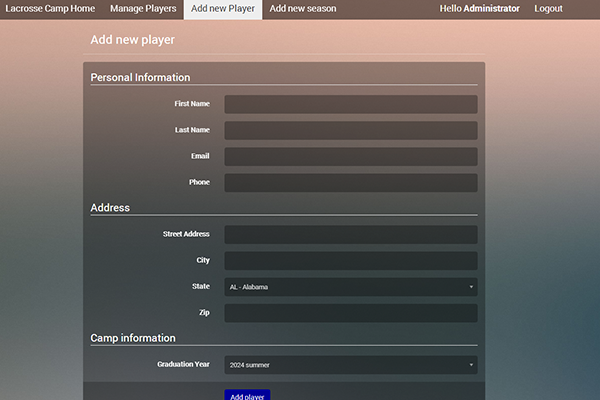 Lacrosse Camp Home Manage Players Add new Player Add new season Hello Administrator Logout
Add new player
Personal Information
First Name
Last Name
Email
Phone
Address
Street Address
City
State AL - Alabama
Zip
Camp information
Graduation Year 2024 summer
Add player